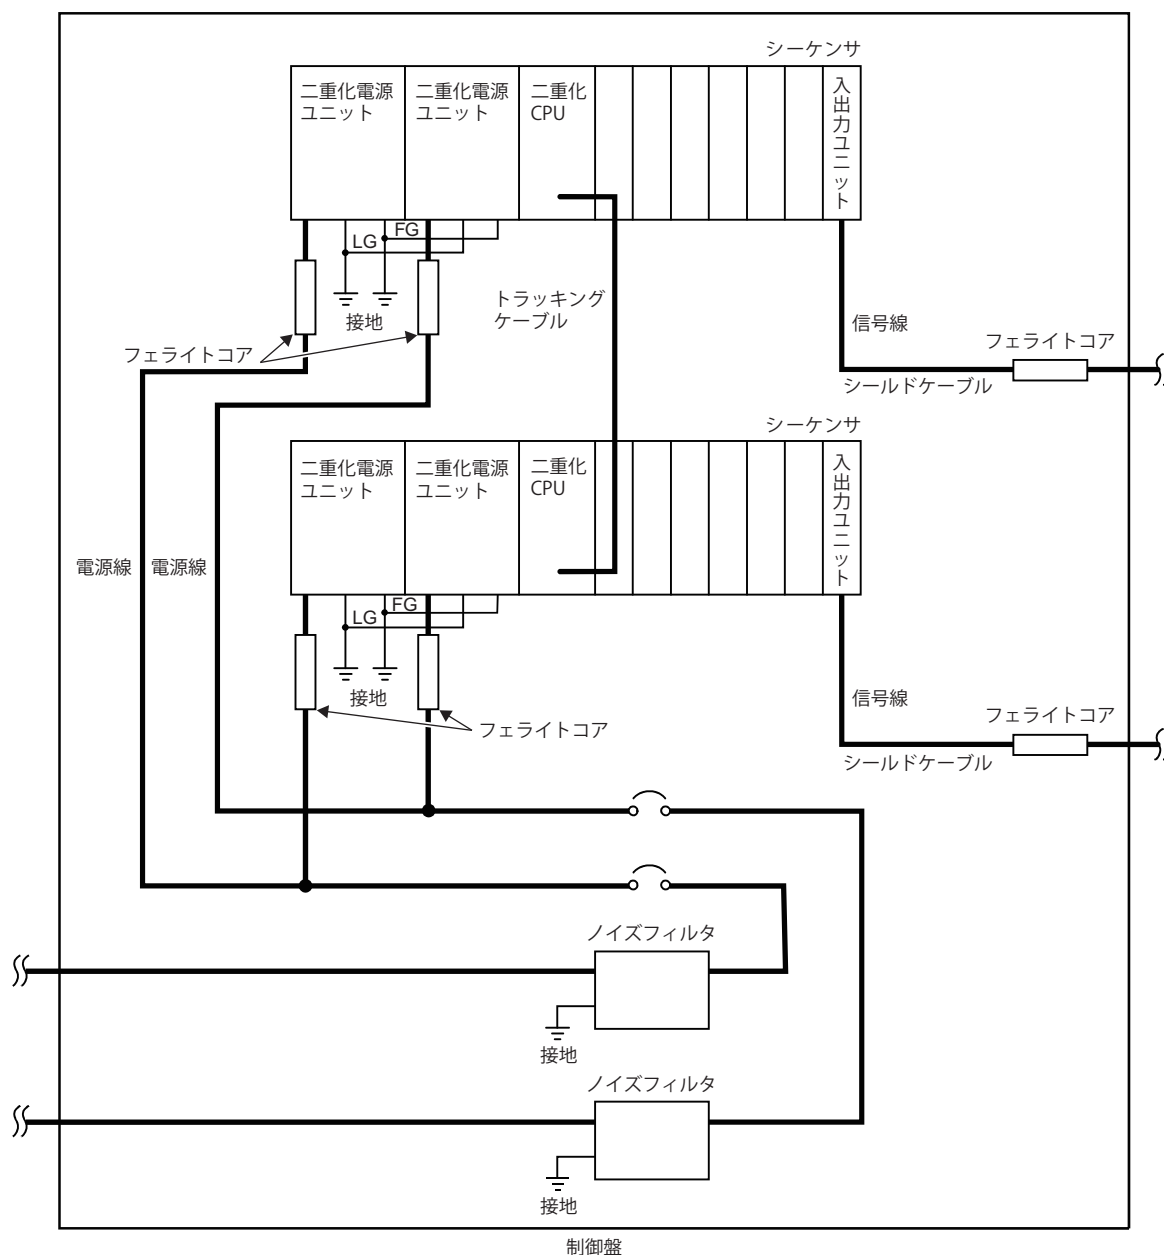 シーケンサ
二重化電源
ユニット
二重化電源
ユニット
二重化
CPU
入出力ユニット
FG
LG
接地
トラッキング
ケーブル
信号線
フェライトコア
フェライトコア
シールドケーブル
シーケンサ
二重化電源
ユニット
二重化電源
ユニット
二重化
CPU
入出力ユニット
電源線
電源線
FG
LG
接地
信号線
フェライトコア
フェライトコア
シールドケーブル
ノイズフィルタ
接地
ノイズフィルタ
接地
制御盤